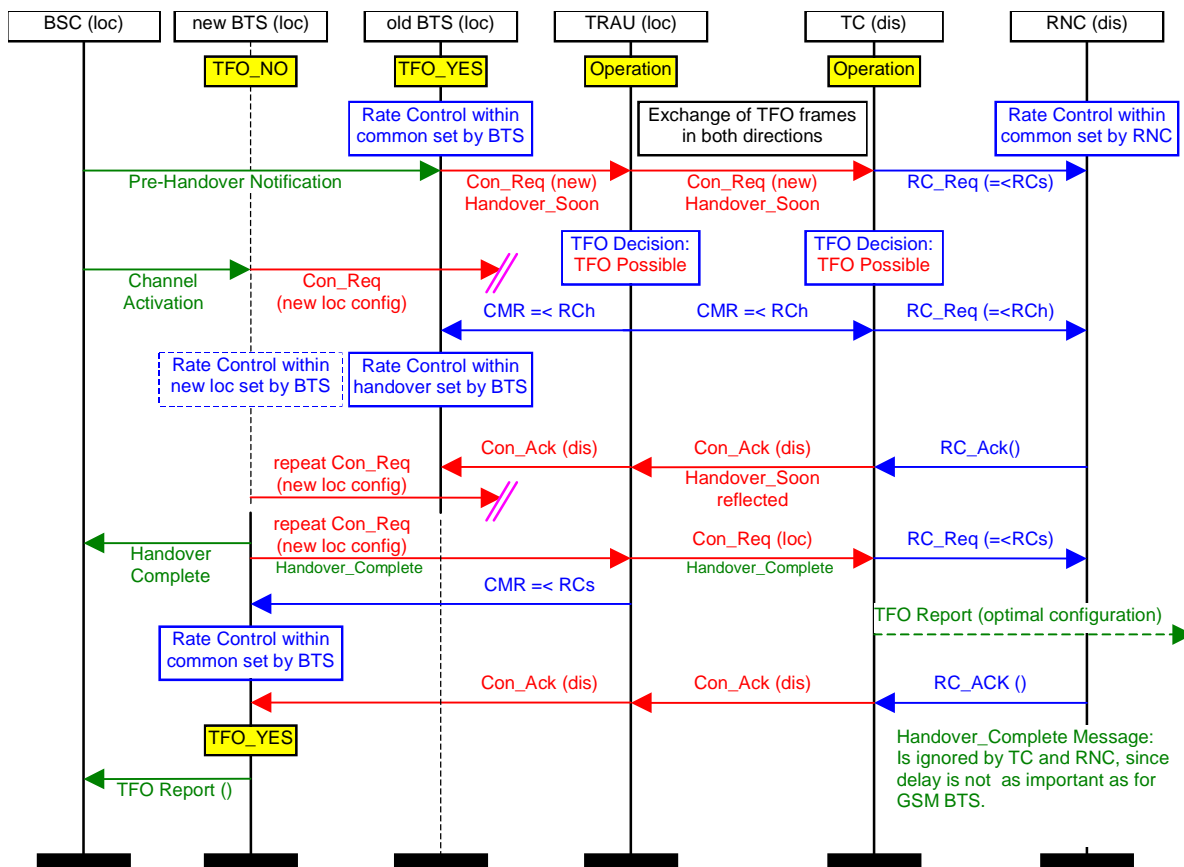 BSC (loc)
new BTS (loc)
old BTS (loc)
TRAU (loc)
TC (dis)
RNC (dis)
TFO_NO
TFO_YES
Operation
Operation
Rate Control within
common set by BTS
Exchange of TFO frames
in both directions
Rate Control within
common set by RNC
Pre-Handover Notification
Con_Req (new)
Handover_Soon
Con_Req (new)
Handover_Soon
RC_Req (=<RCs)
TFO Decision:
TFO Possible
TFO Decision:
TFO Possible
Channel
Activation
Con_Req
(new loc config)
CMR =< RCh
CMR =< RCh
RC_Req (=<RCh)
Rate Control within
new loc set by BTS
Rate Control within
handover set by BTS
Con_Ack (dis)
Con_Ack (dis)
Handover_Soon
reflected
RC_Ack()
repeat Con_Req
(new loc config)
Handover
Complete
repeat Con_Req
(new loc config)
Handover_Complete
Con_Req (loc)
Handover_Complete
RC_Req (=<RCs)
CMR =< RCs
TFO Report (optimal configuration)
Rate Control within
common set by BTS
Con_Ack (dis)
Con_Ack (dis)
RC_ACK ()
TFO_YES
Handover_Complete Message:
Is ignored by TC and RNC, since
delay is not  as important as for
GSM BTS.
TFO Report ()